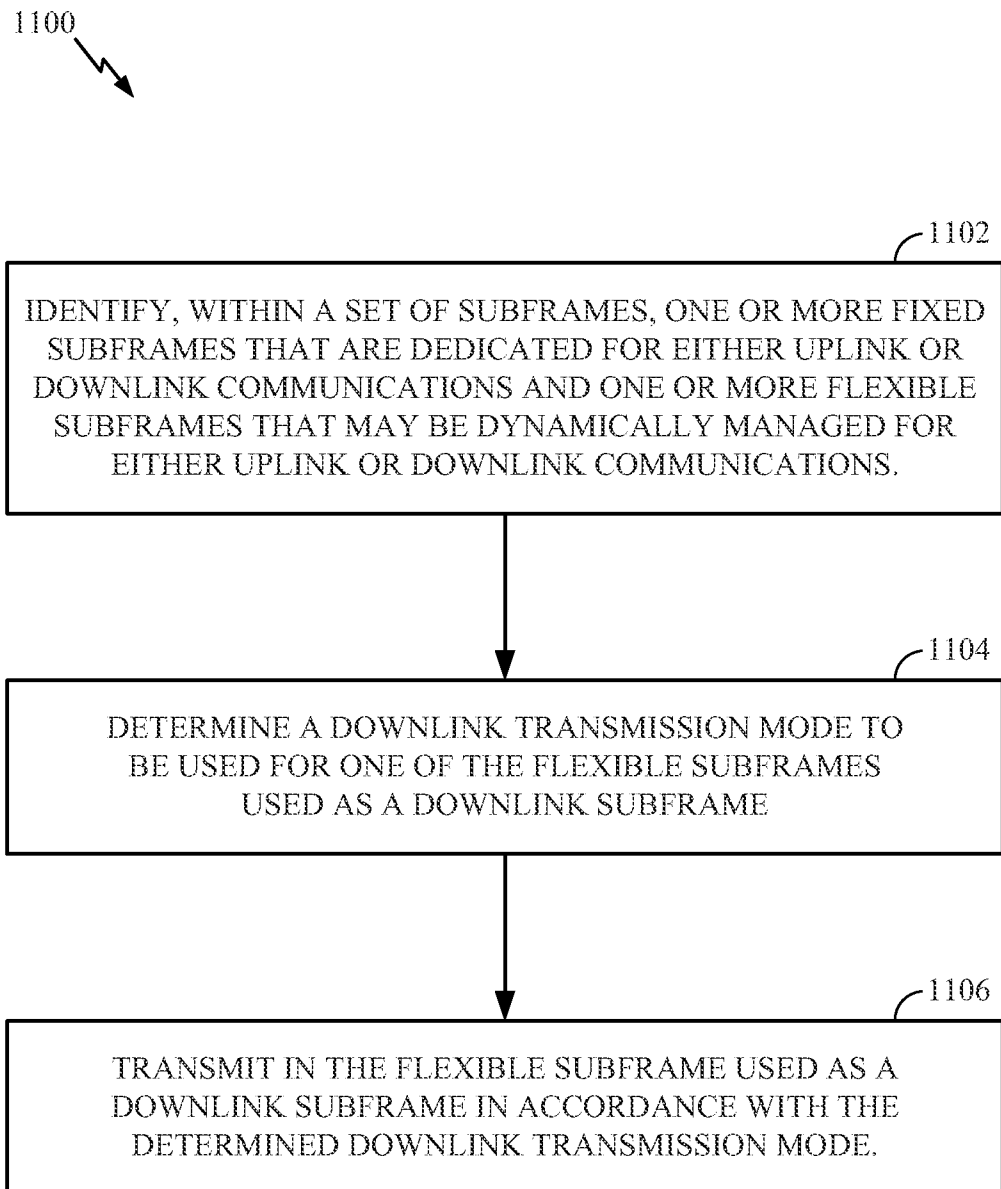 1100
1102
IDENTIFY, WITHIN A SET OF SUBFRAMES, ONE OR MORE FIXED
SUBFRAMES THAT ARE DEDICATED FOR EITHER UPLINK OR
DOWNLINK COMMUNICATIONS AND ONE OR MORE FLEXIBLE
SUBFRAMES THAT MAY BE DYNAMICALLY MANAGED FOR
EITHER UPLINK OR DOWNLINK COMMUNICATIONS.
1104
DETERMINE A DOWNLINK TRANSMISSION MODE TO
BE USED FOR ONE OF THE FLEXIBLE SUBFRAMES
USED AS A DOWNLINK SUBFRAME
1106
TRANSMIT IN THE FLEXIBLE SUBFRAME USED AS A
DOWNLINK SUBFRAME IN ACCORDANCE WITH THE
DETERMINED DOWNLINK TRANSMISSION MODE.